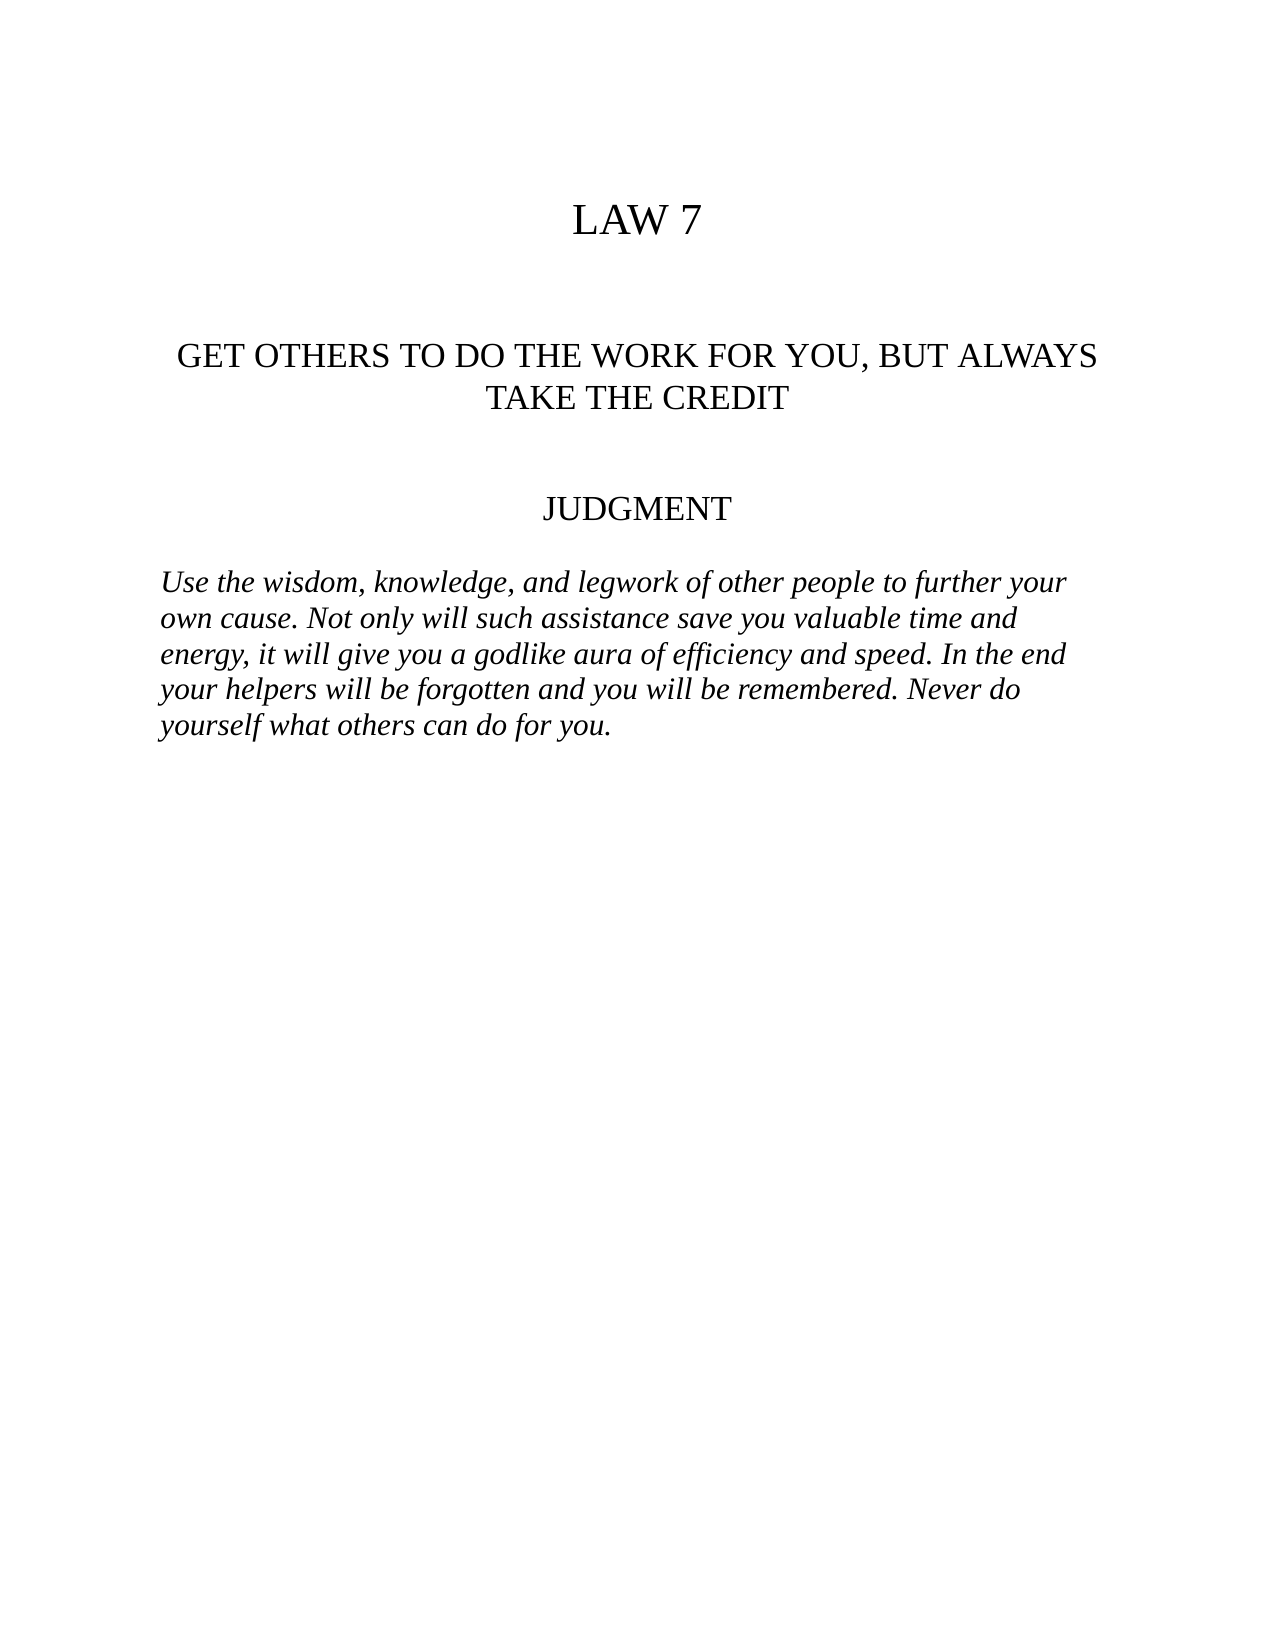 LAW 7
GET OTHERS TO DO THE WORK FOR YOU, BUT ALWAYS
TAKE THE CREDIT
JUDGMENT
Use the wisdom, knowledge, and legwork of other people to further your
own cause. Not only will such assistance save you valuable time and
energy, it will give you a godlike aura of efficiency and speed. In the end
your helpers will be forgotten and you will be remembered. Never do
yourself what others can do for you.